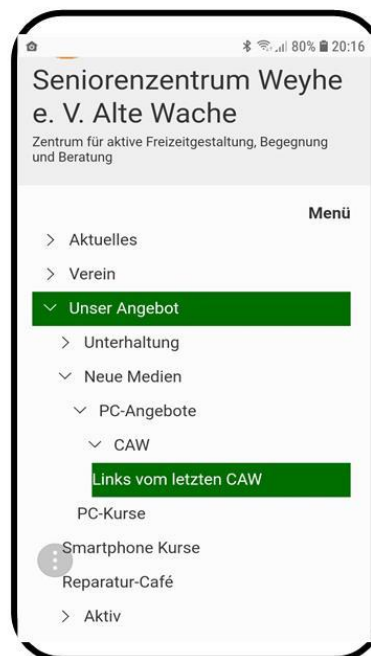 80% 20:16
Seniorenzentrum Weyhe
e. V. Alte Wache
Zentrum für aktive Freizeitgestaltung, Begegnung
und Beratung
Menü
Aktuelles
Verein
Unser Angebot
Unterhaltung
Neue Medien
PC-Angebote
CAW
Links vom letzten CAW
PC-Kurse
Smartphone Kurse
Reparatur-Café
Aktiv